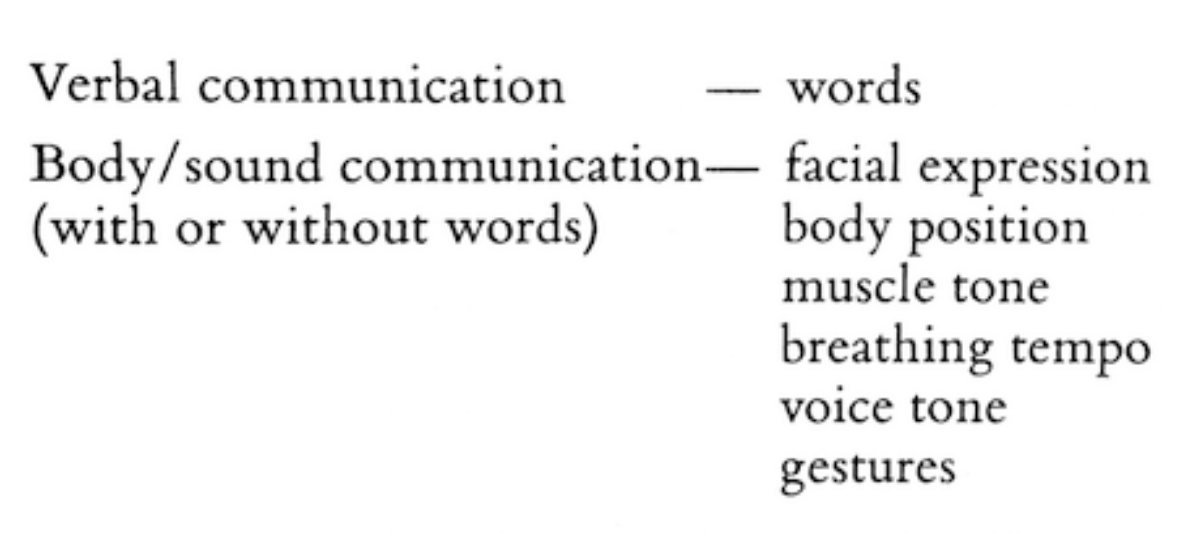 Verbal communication — words
Body/sound communication— facial expression
(with or without words) body position
muscle tone
breathing tempo
voice tone
gestures